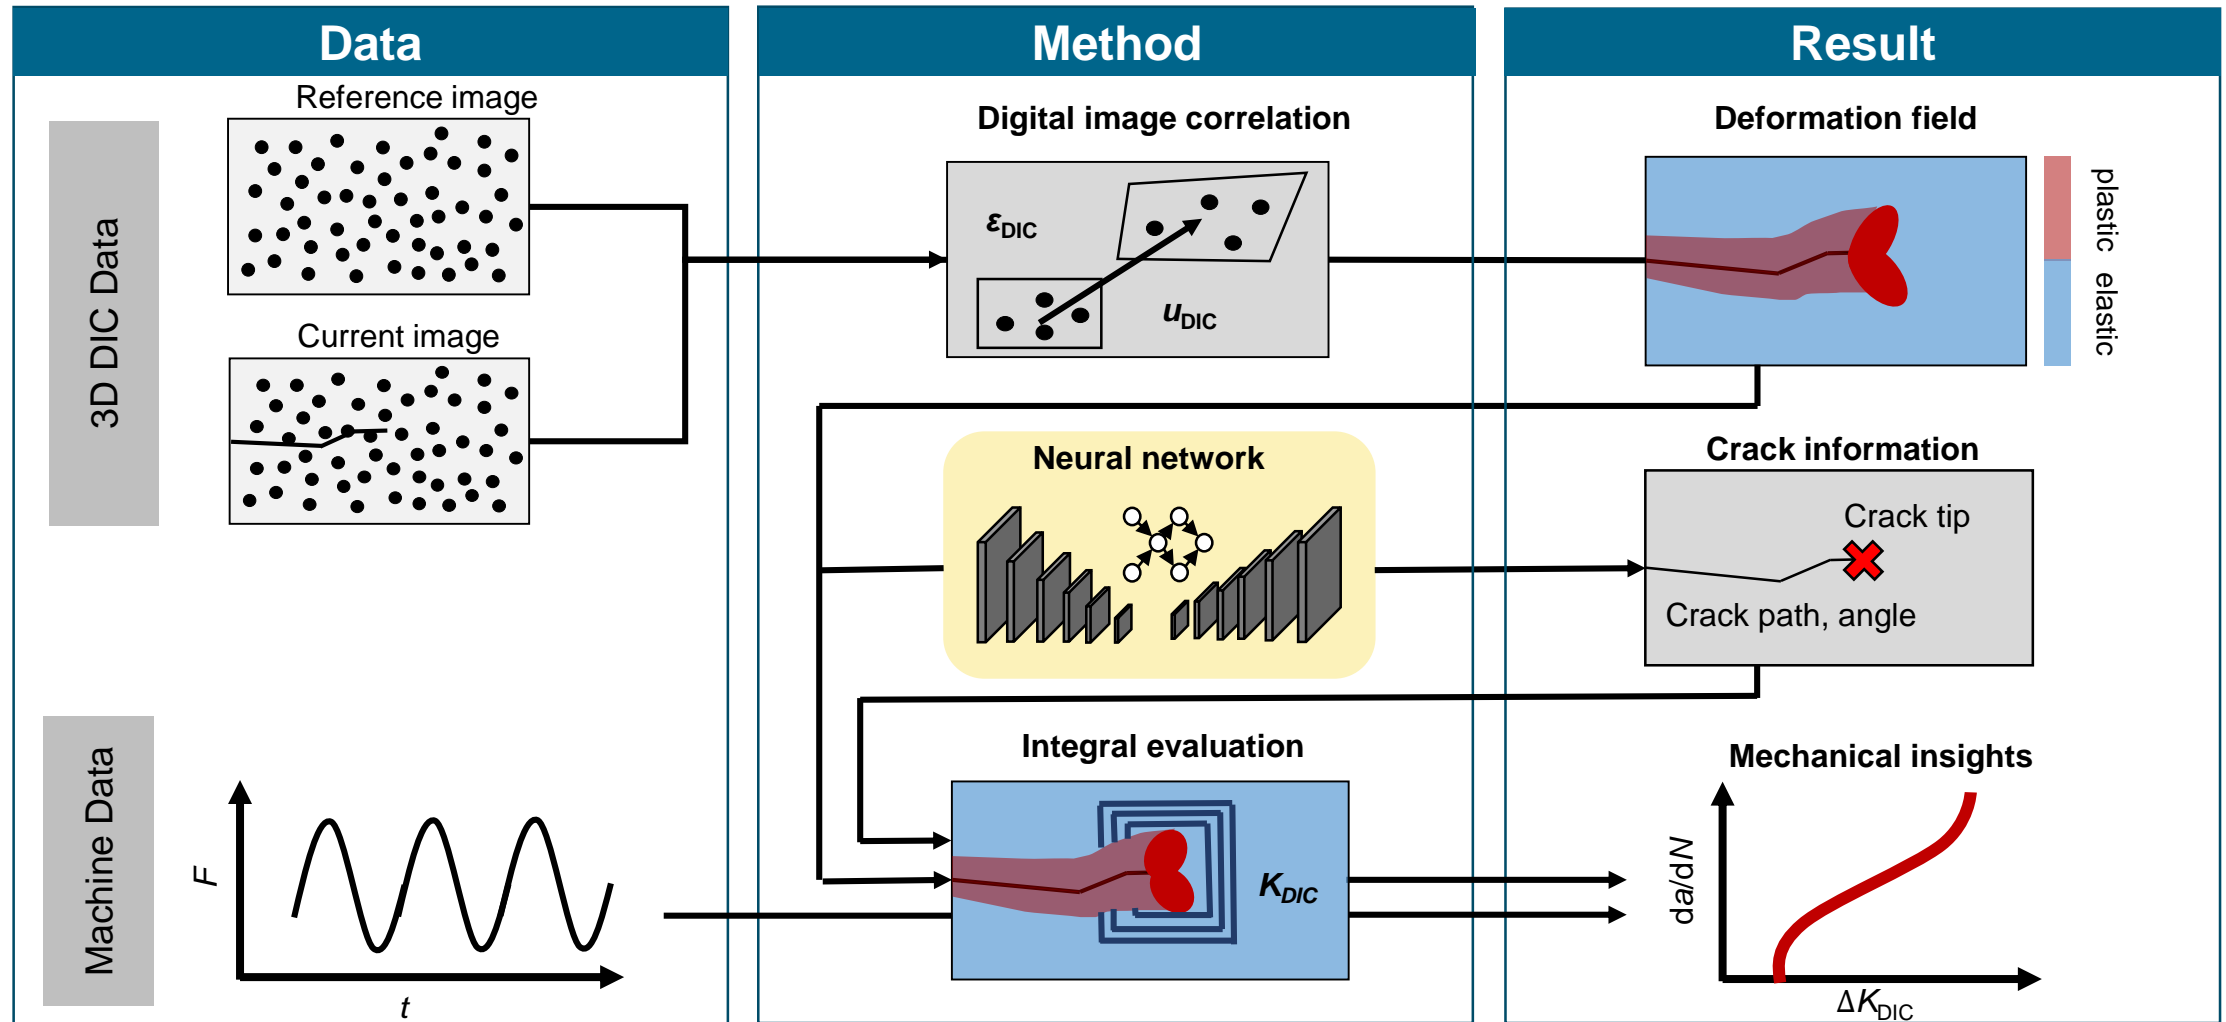 Data
Method
Result
3D DIC Data
Reference image
Current image
Digital image correlation
εDIC
uDIC
Deformation field
plastic
elastic
Neural network
Crack information
Crack tip
Crack path, angle
Machine Data
F
t
Integral evaluation
KDIC
Mechanical insights
da/dN
ΔKDIC